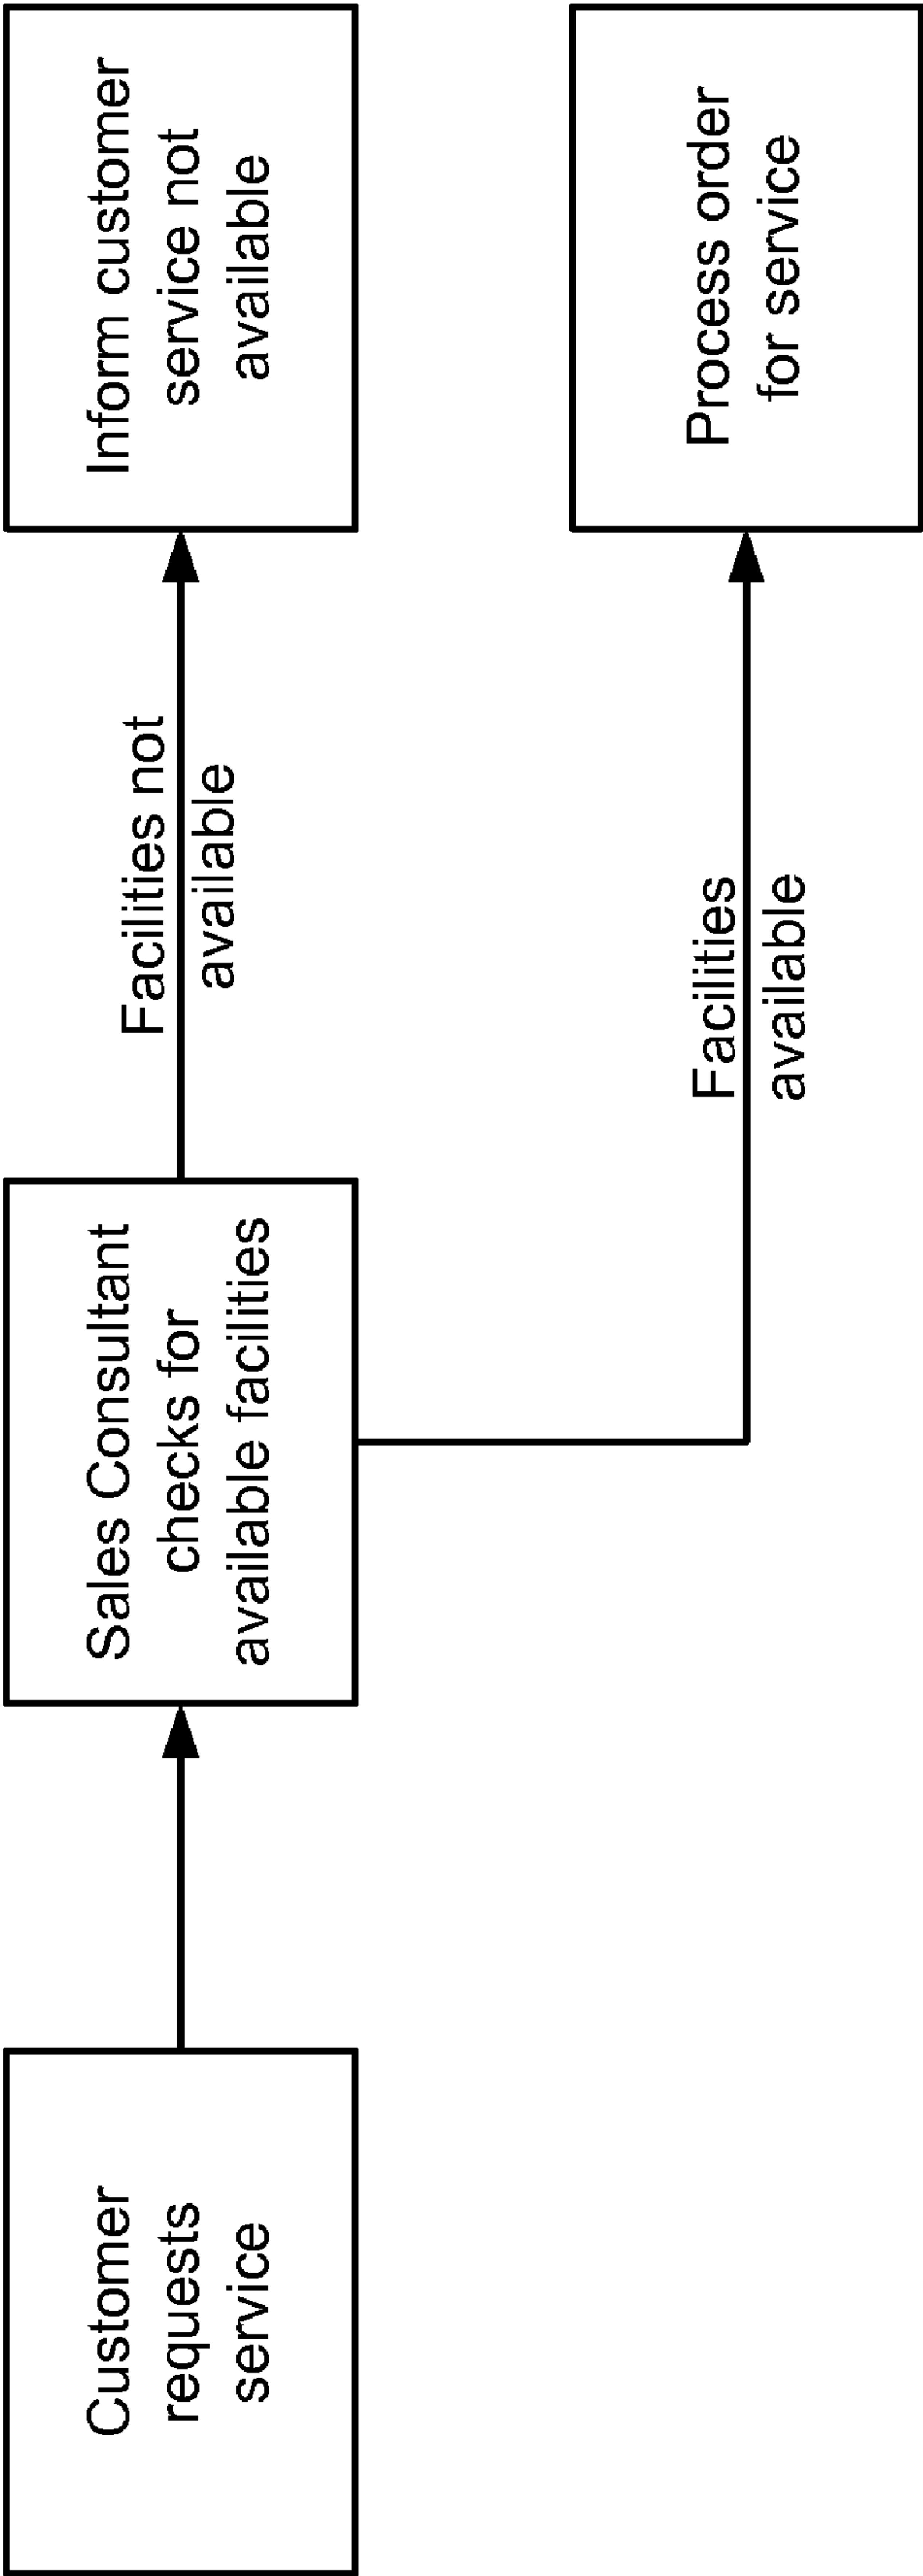 Customer
requests
service
Sales Consultant
checks for
available facilities
Facilities not
available
Inform customer
service not
available
Facilities
available
Process order
for service